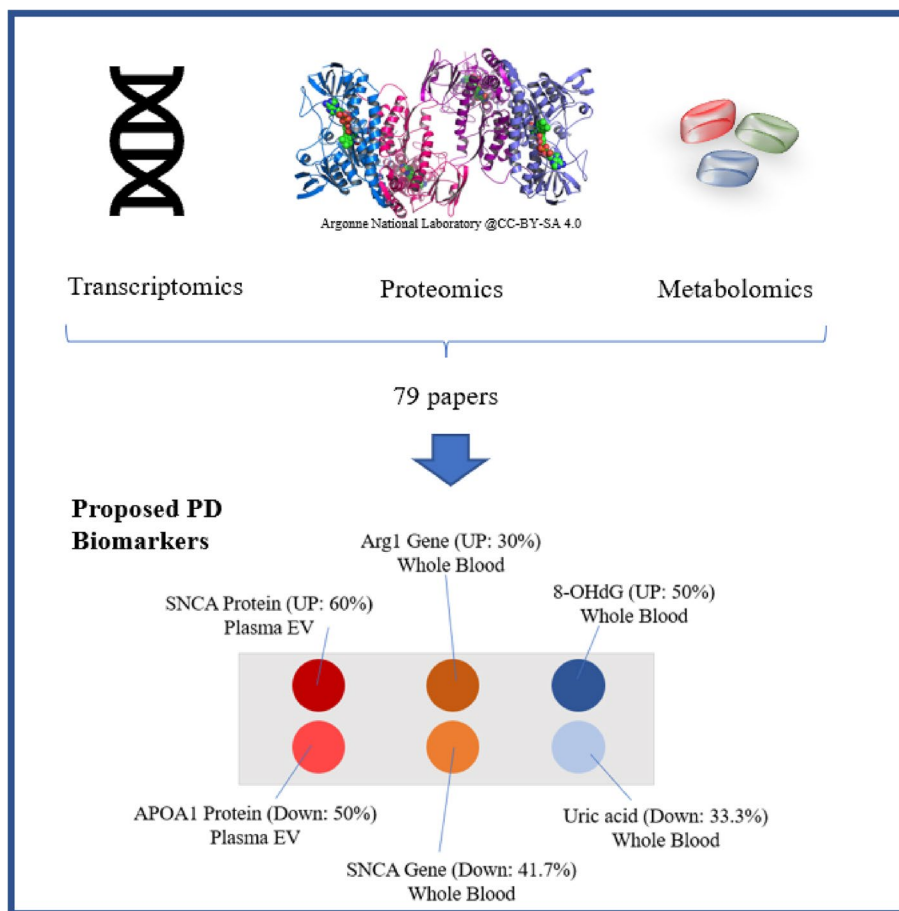 Argonne National Laboratory @CC-BY-SA 4.0
Transcriptomics
Proteomics
Metabolomics
79 papers
Proposed PD
Biomarkers
Arg1 Gene (UP: 30%)
Whole Blood
SNCA Protein (UP: 60%)
Plasma EV
8-OHdG (UP: 50%)
Whole Blood
APOA1 Protein (Down: 50%)
Plasma EV
SNCA Gene (Down: 41.7%)
Whole Blood
Uric acid (Down: 33.3%)
Whole Blood